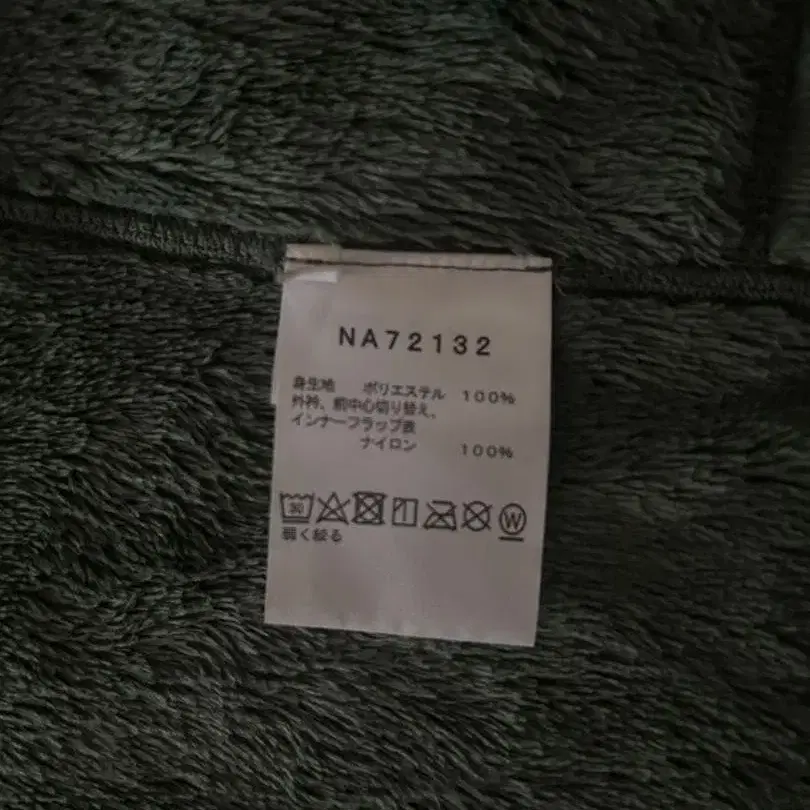 NA72132
身生地 ポリエステル 100%
外衿、前中心切り替え、
インナーフラップ表
ナイロン 100%
30 W
弱く絞る